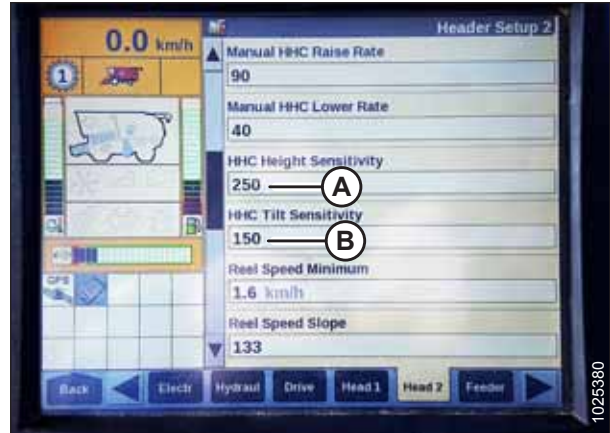 0.0 km/h
Header Setup 2
1
Manual HHC Raise Rate
90
Manual HHC Lower Rate
40
HHC Height Sensitivity
250
A
HHC Tilt Sensitivity
150
B
Reel Speed Minimum
1.6 km/h
Reel Speed Slope
133
GPS
Back
Electr
Hydraul
Drive
Head 1
Head 2
Feeder
1025380